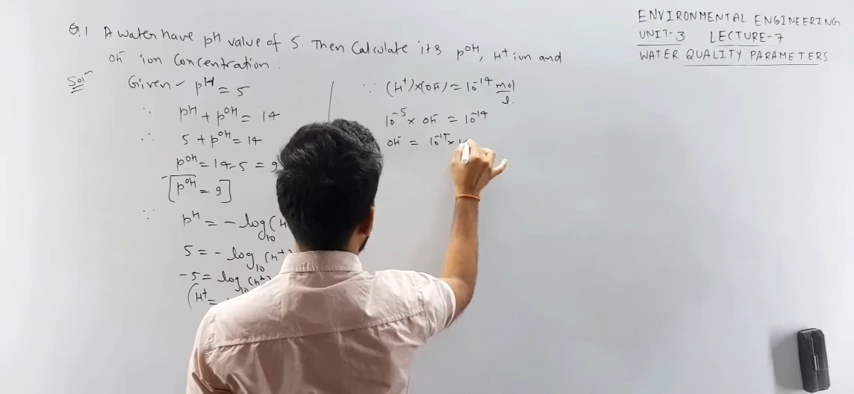 ENVIRONMENTAL ENGINEERING
UNIT-3 LECTURE-7
WATER QUALITY PARAMETERS
Q.1 A water have pH value of 5. Then Calculate its pOH, H+ ion and
OH- ion Concentration.
Solⁿ Given - pH = 5
∵ pH + pOH = 14
∴ 5 + pOH = 14
pOH = 14 - 5 = 9
pOH = 9
∵ pH = - log10 (H+
5 = - log10 (H+)
-5 = log10 (H+)
(H+ =
∵ (H+) × (OH-) = 10^-14 mol/l.
10^-5 × OH- = 10^-14
OH- = 10^-14 ×